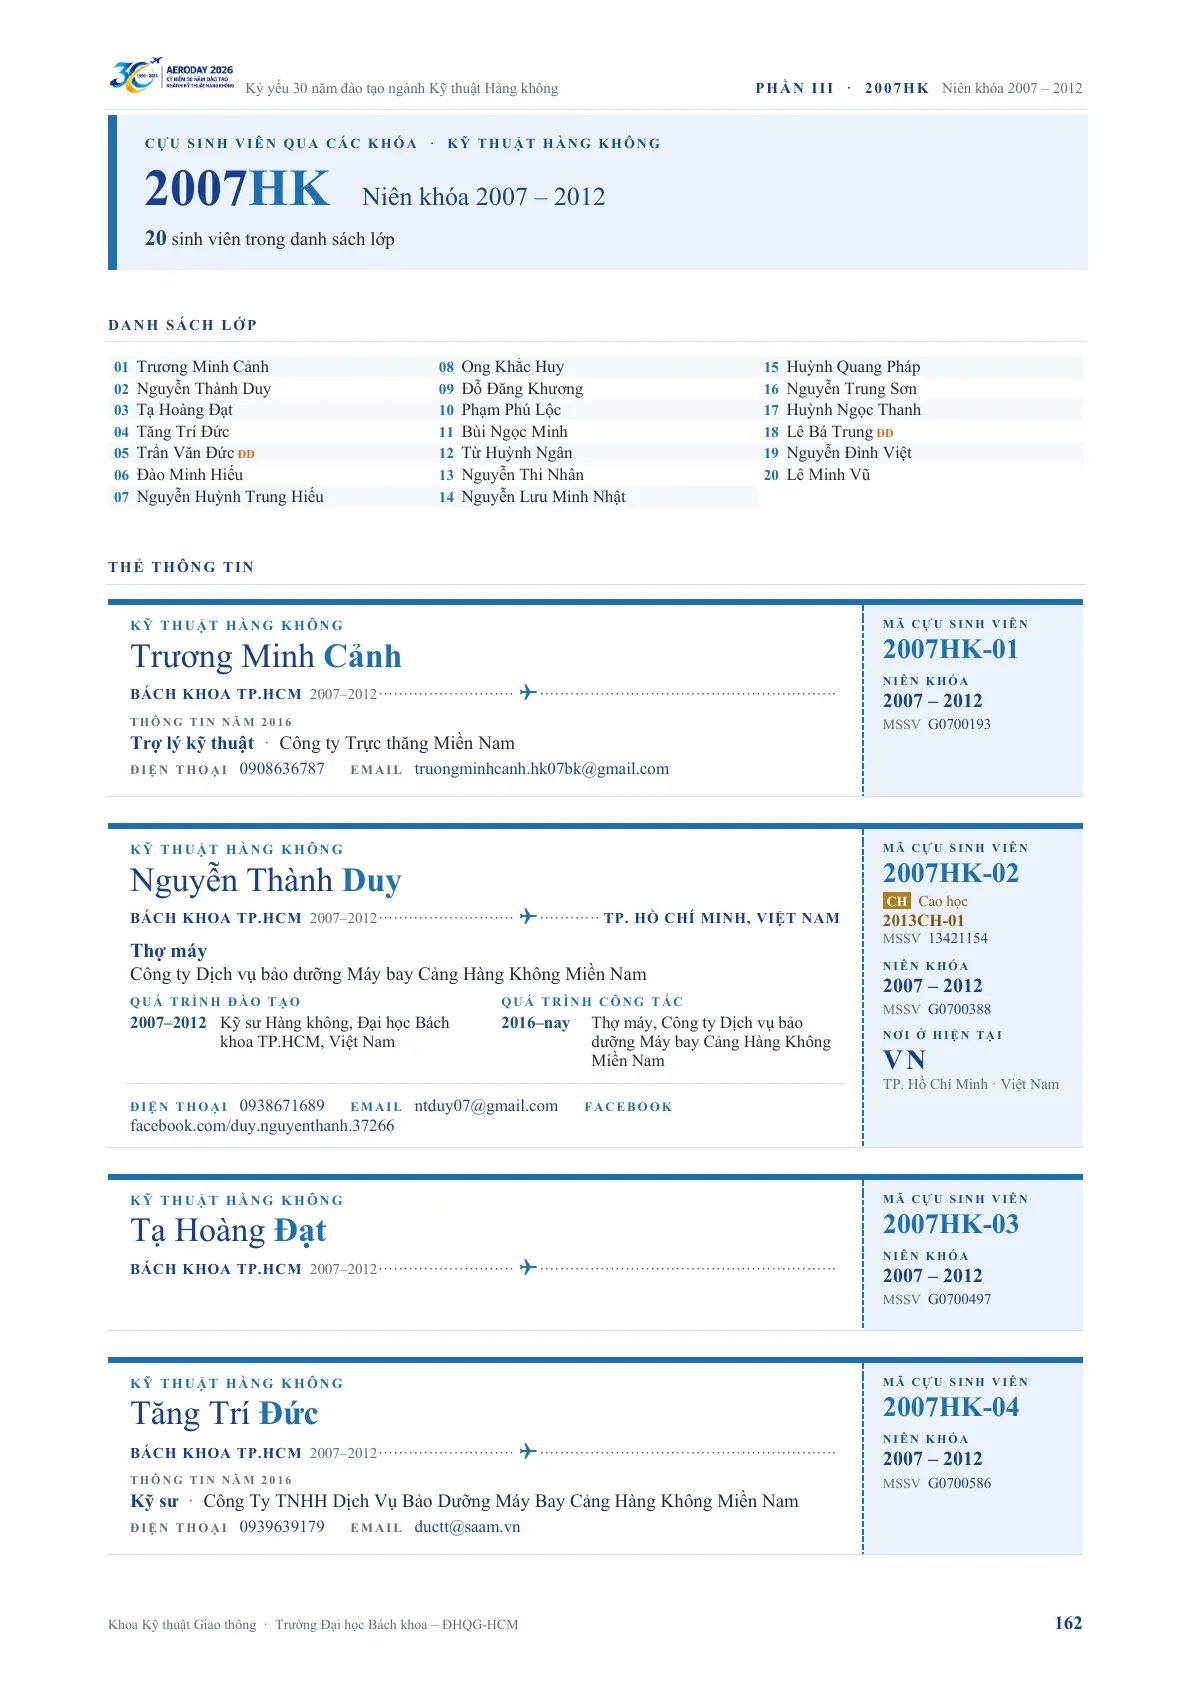 30 1996 - 2026 AERODAY 2026
KỶ NIỆM 30 NĂM ĐÀO TẠO
NGÀNH KỸ THUẬT HÀNG KHÔNG
Kỷ yếu 30 năm đào tạo ngành Kỹ thuật Hàng không
PHẦN III · 2007HK Niên khóa 2007 – 2012
CỰU SINH VIÊN QUA CÁC KHÓA · KỸ THUẬT HÀNG KHÔNG
2007HK Niên khóa 2007 – 2012
20 sinh viên trong danh sách lớp
DANH SÁCH LỚP
01 Trương Minh Cảnh
02 Nguyễn Thành Duy
03 Tạ Hoàng Đạt
04 Tăng Trí Đức
05 Trần Văn Đức ĐD
06 Đào Minh Hiếu
07 Nguyễn Huỳnh Trung Hiếu
08 Ong Khắc Huy
09 Đỗ Đăng Khương
10 Phạm Phú Lộc
11 Bùi Ngọc Minh
12 Từ Huỳnh Ngân
13 Nguyễn Thi Nhân
14 Nguyễn Lưu Minh Nhật
15 Huỳnh Quang Pháp
16 Nguyễn Trung Sơn
17 Huỳnh Ngọc Thanh
18 Lê Bá Trung ĐD
19 Nguyễn Đình Việt
20 Lê Minh Vũ
THẺ THÔNG TIN
KỸ THUẬT HÀNG KHÔNG
Trương Minh Cảnh
BÁCH KHOA TP.HCM 2007–2012
THÔNG TIN NĂM 2016
Trợ lý kỹ thuật · Công ty Trực thăng Miền Nam
ĐIỆN THOẠI 0908636787 EMAIL truongminhcanh.hk07bk@gmail.com
MÃ CỰU SINH VIÊN
2007HK-01
NIÊN KHÓA
2007 – 2012
MSSV G0700193
KỸ THUẬT HÀNG KHÔNG
Nguyễn Thành Duy
BÁCH KHOA TP.HCM 2007–2012 TP. HỒ CHÍ MINH, VIỆT NAM
Thợ máy
Công ty Dịch vụ bảo dưỡng Máy bay Cảng Hàng Không Miền Nam
QUÁ TRÌNH ĐÀO TẠO
2007–2012 Kỹ sư Hàng không, Đại học Bách
khoa TP.HCM, Việt Nam
QUÁ TRÌNH CÔNG TÁC
2016–nay Thợ máy, Công ty Dịch vụ bảo
dưỡng Máy bay Cảng Hàng Không
Miền Nam
ĐIỆN THOẠI 0938671689 EMAIL ntduy07@gmail.com FACEBOOK
facebook.com/duy.nguyenthanh.37266
MÃ CỰU SINH VIÊN
2007HK-02
CH Cao học
2013CH-01
MSSV 13421154
NIÊN KHÓA
2007 – 2012
MSSV G0700388
NƠI Ở HIỆN TẠI
VN
TP. Hồ Chí Minh · Việt Nam
KỸ THUẬT HÀNG KHÔNG
Tạ Hoàng Đạt
BÁCH KHOA TP.HCM 2007–2012
MÃ CỰU SINH VIÊN
2007HK-03
NIÊN KHÓA
2007 – 2012
MSSV G0700497
KỸ THUẬT HÀNG KHÔNG
Tăng Trí Đức
BÁCH KHOA TP.HCM 2007–2012
THÔNG TIN NĂM 2016
Kỹ sư · Công Ty TNHH Dịch Vụ Bảo Dưỡng Máy Bay Cảng Hàng Không Miền Nam
ĐIỆN THOẠI 0939639179 EMAIL ductt@saam.vn
MÃ CỰU SINH VIÊN
2007HK-04
NIÊN KHÓA
2007 – 2012
MSSV G0700586
Khoa Kỹ thuật Giao thông · Trường Đại học Bách khoa – ĐHQG-HCM
162